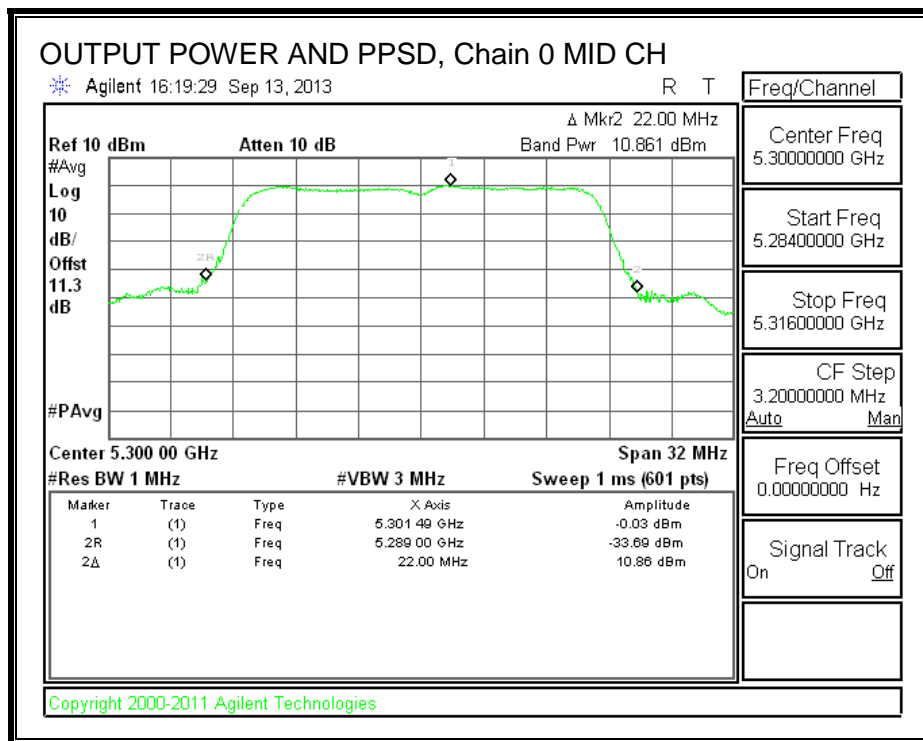 OUTPUT POWER AND PPSD, Chain 0 MID CH
Agilent 16:19:29 Sep 13, 2013 R T
Δ Mkr2 22.00 MHz
Ref 10 dBm Atten 10 dB Band Pwr 10.861 dBm
#Avg
Log
10
dB/
Offst
11.3
dB
1
2R
2
#PAvg
Center 5.300 00 GHz Span 32 MHz
#Res BW 1 MHz #VBW 3 MHz Sweep 1 ms (601 pts)
Marker Trace Type X Axis Amplitude
1 (1) Freq 5.301 49 GHz -0.03 dBm
2R (1) Freq 5.289 00 GHz -33.69 dBm
2Δ (1) Freq 22.00 MHz 10.86 dBm
Freq/Channel
Center Freq
5.30000000 GHz
Start Freq
5.28400000 GHz
Stop Freq
5.31600000 GHz
CF Step
3.20000000 MHz
Auto Man
Freq Offset
0.00000000 Hz
Signal Track
On Off
Copyright 2000-2011 Agilent Technologies